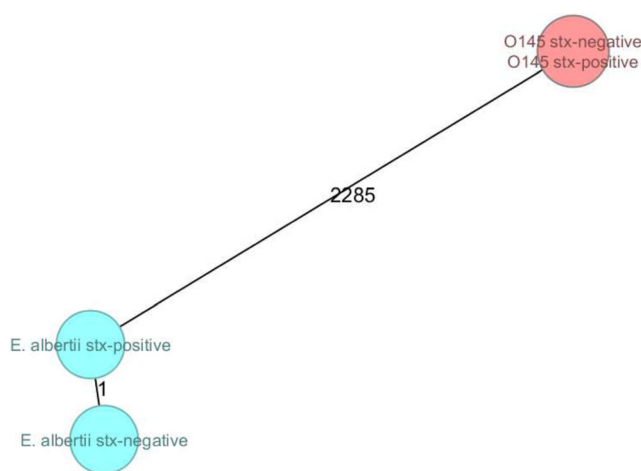 O145 stx-negative
O145 stx-positive
2285
E. albertii stx-positive
1
E. albertii stx-negative